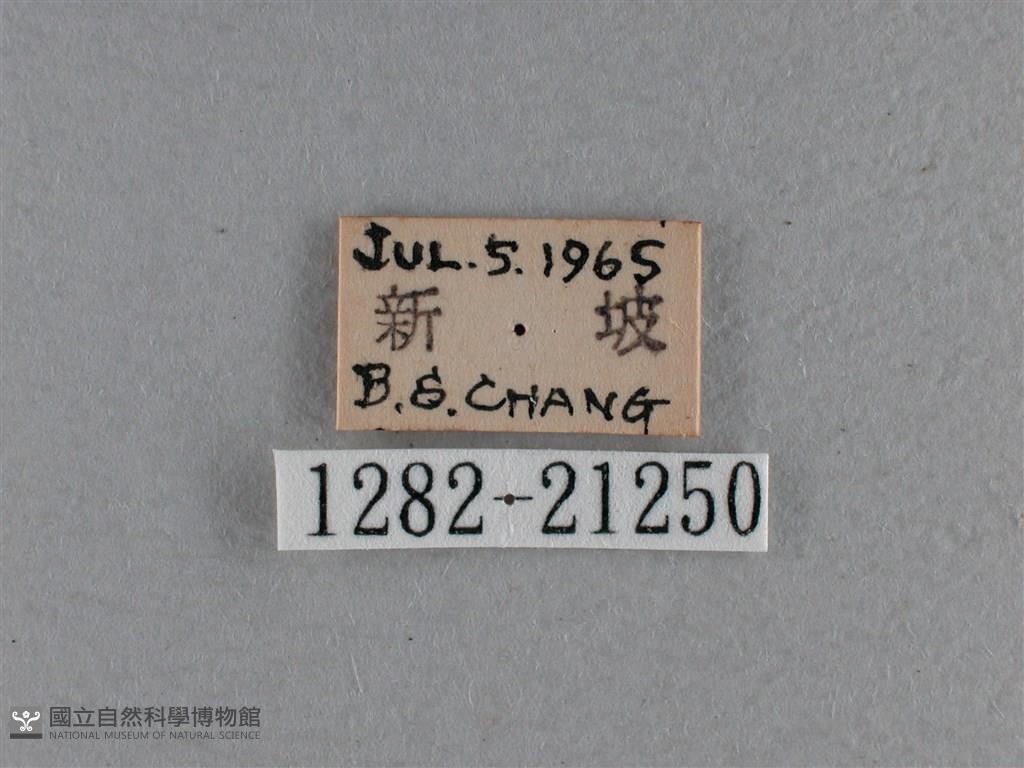 JUL. 5. 1965
新 坡
B.S. CHANG
1282-21250
國立自然科學博物館
NATIONAL MUSEUM OF NATURAL SCIENCE